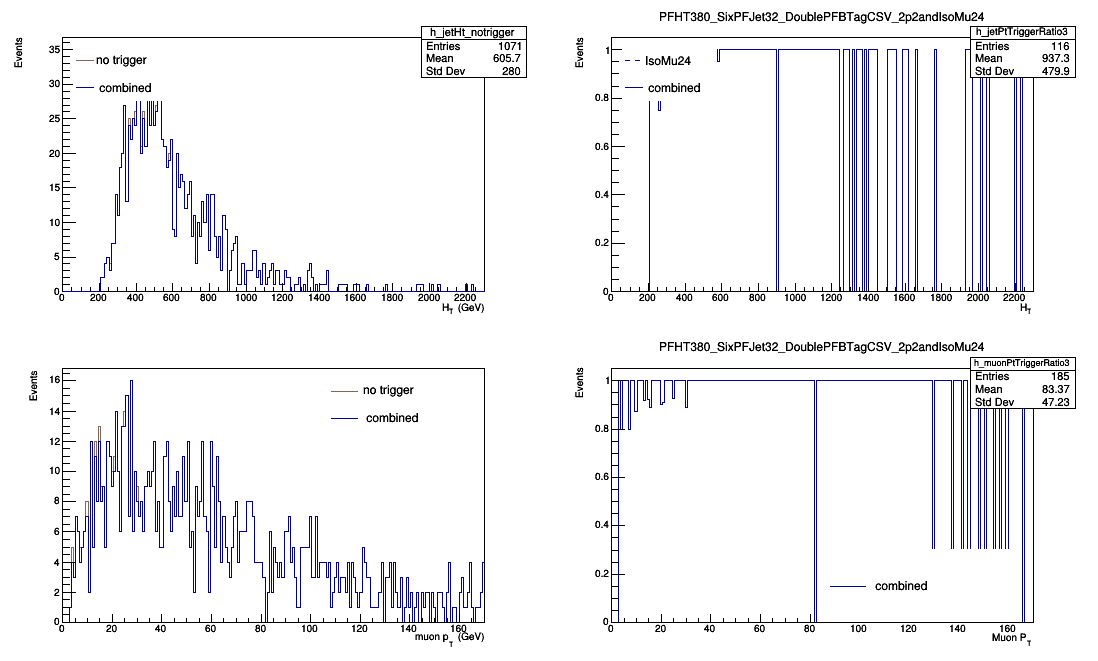 h_jetHt_notrigger
Entries 1071
Mean 605.7
Std Dev 280
Events
35
30
25
20
15
10
5
0
no trigger
combined
0 200 400 600 800 1000 1200 1400 1600 1800 2000 2200
H_T (GeV)
PFHT380_SixPFJet32_DoublePFBTagCSV_2p2andIsoMu24
h_jetPtTriggerRatio3
Entries 116
Mean 937.3
Std Dev 479.9
Events
1
0.8
0.6
0.4
0.2
0
IsoMu24
combined
0 200 400 600 800 1000 1200 1400 1600 1800 2000 2200
H_T
Events
16
14
12
10
8
6
4
2
0
no trigger
combined
0 20 40 60 80 100 120 140 160
muon p_T (GeV)
PFHT380_SixPFJet32_DoublePFBTagCSV_2p2andIsoMu24
h_muonPtTriggerRatio3
Entries 185
Mean 83.37
Std Dev 47.23
Events
1
0.8
0.6
0.4
0.2
0
combined
0 20 40 60 80 100 120 140 160
Muon P_T